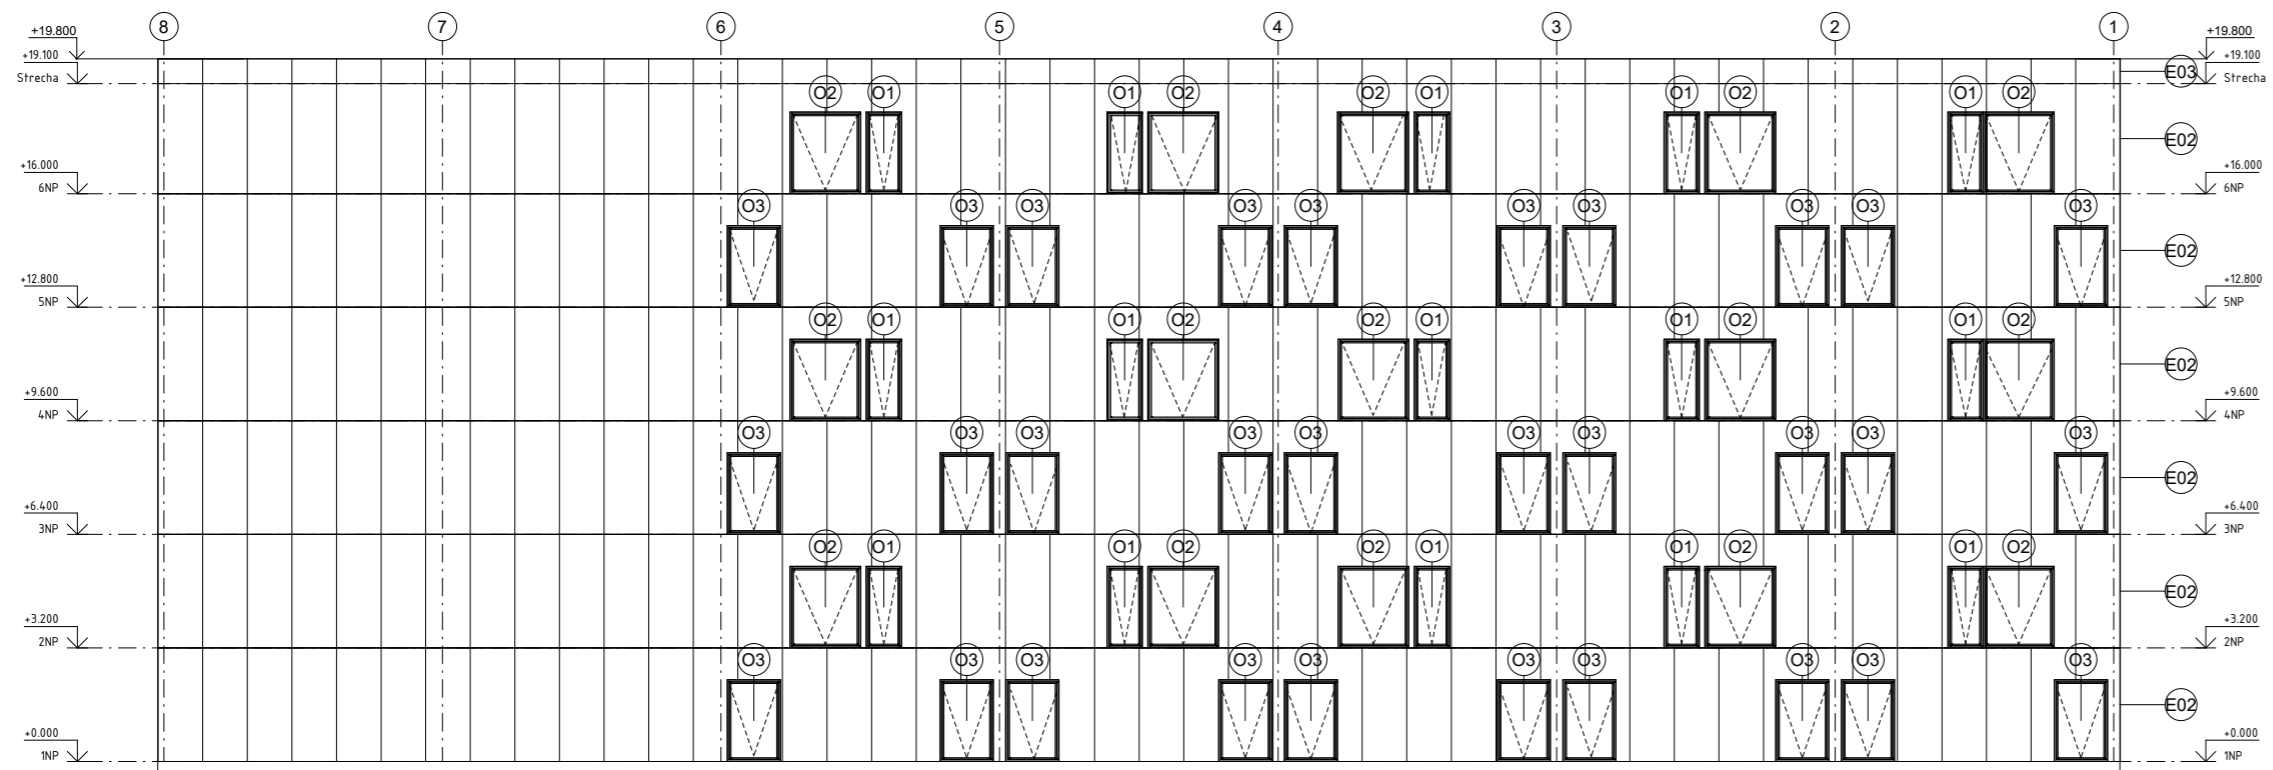 8 7 6 5 4 3 2 1
+19.800 +19.800
+19.100 E03 +19.100
Strecha Strecha
O2 O1 O1 O2 O2 O1 O1 O2 O1 O2
E02
+16.000 +16.000
6NP 6NP
O3 O3 O3 O3 O3 O3 O3 O3 O3 O3
E02
+12.800 +12.800
5NP 5NP
O2 O1 O1 O2 O2 O1 O1 O2 O1 O2
E02
+9.600 +9.600
4NP 4NP
O3 O3 O3 O3 O3 O3 O3 O3 O3 O3
E02
+6.400 +6.400
3NP 3NP
O2 O1 O1 O2 O2 O1 O1 O2 O1 O2
E02
+3.200 +3.200
2NP 2NP
O3 O3 O3 O3 O3 O3 O3 O3 O3 O3
E02
+0.000 +0.000
1NP 1NP